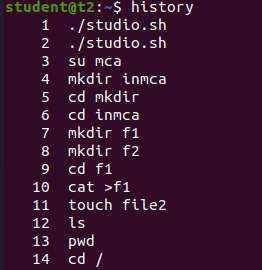 student@t2:~$ history
1 ./studio.sh
2 ./studio.sh
3 su mca
4 mkdir inmca
5 cd mkdir
6 cd inmca
7 mkdir f1
8 mkdir f2
9 cd f1
10 cat >f1
11 touch file2
12 ls
13 pwd
14 cd /